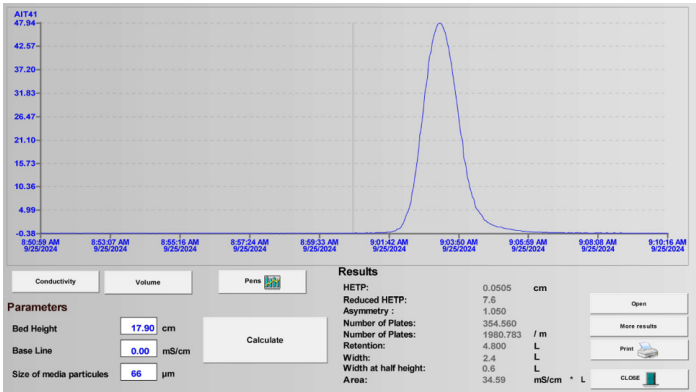 AIT41
47.94
42.57
37.20
31.83
26.47
21.10
15.73
10.36
4.99
-0.38
8:50:59 AM 8:53:07 AM 8:55:16 AM 8:57:24 AM 8:59:33 AM 9:01:42 AM 9:03:50 AM 9:05:59 AM 9:08:08 AM 9:10:16 AM
9/25/2024 9/25/2024 9/25/2024 9/25/2024 9/25/2024 9/25/2024 9/25/2024 9/25/2024 9/25/2024 9/25/2024
Conductivity Volume Pens
Parameters
Bed Height 17.90 cm
Base Line 0.00 mS/cm
Size of media particules 66 µm
Calculate
Results
HETP: 0.0505 cm
Reduced HETP: 7.6
Asymmetry : 1.050
Number of Plates: 354.560
Number of Plates: 1980.783 / m
Retention: 4.800 L
Width: 2.4 L
Width at half height: 0.6 L
Area: 34.59 mS/cm * L
Open
More results
Print
CLOSE